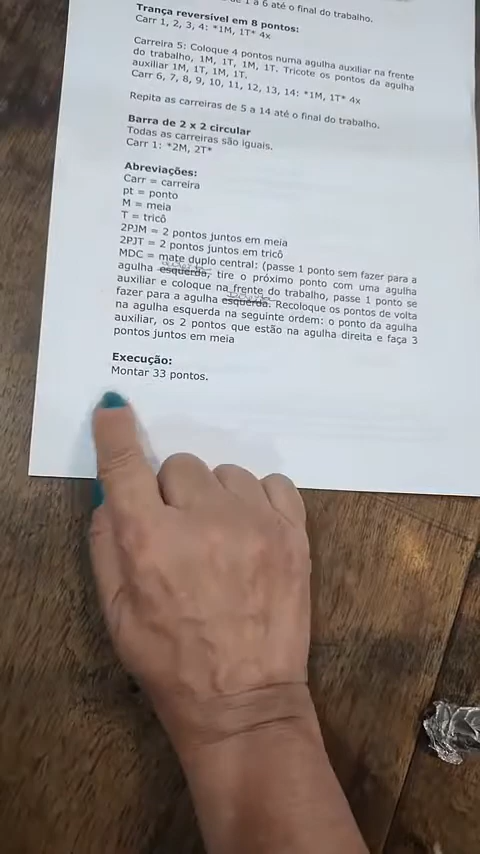 de 1 a 6 até o final do trabalho.
Trança reversível em 8 pontos:
Carr 1, 2, 3, 4: *1M, 1T* 4x
Carreira 5: Coloque 4 pontos numa agulha auxiliar na frente
do trabalho, 1M, 1T, 1M, 1T. Tricote os pontos da agulha
auxiliar 1M, 1T, 1M, 1T.
Carr 6, 7, 8, 9, 10, 11, 12, 13, 14: *1M, 1T* 4x
Repita as carreiras de 5 a 14 até o final do trabalho.
Barra de 2 x 2 circular
Todas as carreiras são iguais.
Carr 1: *2M, 2T*
Abreviações:
Carr = carreira
pt = ponto
M = meia
T = tricô
2PJM = 2 pontos juntos em meia
2PJT = 2 pontos juntos em tricô
MDC = mate duplo central: (passe 1 ponto sem fazer para a
agulha esquerda, tire o próximo ponto com uma agulha
auxiliar e coloque na frente do trabalho, passe 1 ponto se
fazer para a agulha esquerda. Recoloque os pontos de volta
na agulha esquerda na seguinte ordem: o ponto da agulha
auxiliar, os 2 pontos que estão na agulha direita e faça 3
pontos juntos em meia
Execução:
Montar 33 pontos.